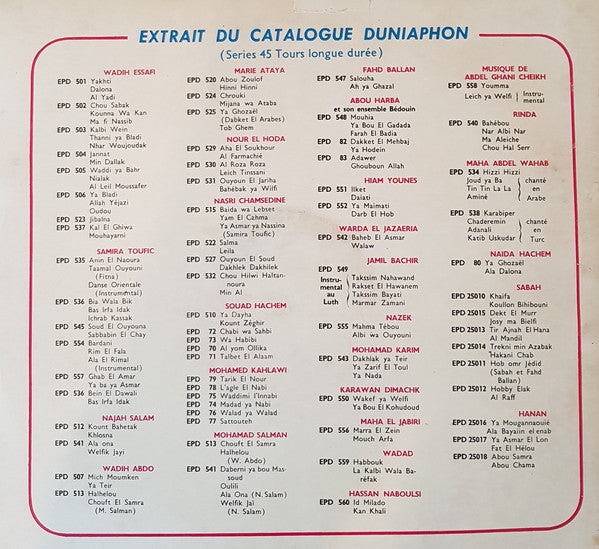 EXTRAIT DU CATALOGUE DUNIAPHON
(Series 45 Tours longue durée)
WADIH ESSAFI
EPD 501 Yakhti
Dalona
Al Yadi
EPD 502 Chou Sabak
Kounna Wou Kan
Ma fi Nassib
EPD 503 Kalbi Wein
Thanni ya Bladi
Nhar Wedaak
EPD 504 Jannat
Min Dallak
EPD 505 Waddi ya Bahr
Nialak
Al Leil Moussafer
EPD 506 Ya Bladi
Allah Yéjazi
Oudou
EPD 523 Jibalna
EPD 537 Kal El Ghiwa
Mouhayarni
SAMIRA TOUFIC
EPD 535 Anin El Naoura
Taamal Ouyouni
(Fitna)
Danse Orientale
(Instrumental)
EPD 536 Bia Wala Bik
Bas Irfa Idak
Ichrab Kassak
EPD 545 Soud El Ouyouna
Sabbabin El Chay
EPD 554 Bardani
Rim El Fala
Ala El Rimal
(Instrumental)
EPD 557 Ghab El Amar
Ya ba ya Asmar
EPD 536 Bein El Dawali
Bas Irfa Idak
NAJAH SALAM
EPD 512 Kount Bahetak
Khlosna
EPD 541 Ala ona
Welfik Jayi
WADIH ABDO
EPD 507 Mich Moumken
Ya Teir
EPD 513 Halhelou
Chouft El Samra
(M. Salman)
MARIE ATAYA
EPD 520 Abou Zoulof
Hinni Hinni
EPD 524 Chrouki
Mijana wa Ataba
EPD 525 Ya Ghozaël
(Dabket El Arabes)
Tob Ghem
NOUR EL HODA
EPD 529 Aha El Soukhour
Al Farmachié
EPD 530 Al Roza Roza
Leich Tinsani
EPD 531 Ouyoun El Jariha
Bahébak ya Wilfi
NASRI CHAMSEDINE
EPD 515 Baida wa Lebset
Yam El Czhma
Ya Asmar ya Nassina
(Samira Toufic)
EPD 522 Salma
Leila
EPD 527 Ouyoun El Soud
Dakhlek Dakhilek
EPD 532 Chou Hilwi Haltan-
noura
Min Al
SOUAD HACHEM
EPD 510 Ya Dayha
Kount Zéghir
EPD 72 Chabi wa Sahbi
EPD 73 Wa Habibi
EPD 70 Al yom Ollika
EPD 71 Talbet El Alaam
MOHAMED KAHLAWI
EPD 79 Tarik El Nour
EPD 78 L'agle El Nabi
EPD 75 Waddimi l'Innabi
EPD 74 Madad ya Nabi
EPD 76 Walad ya Walad
EPD 77 Sattouteh
MOHAMAD SALMAN
EPD 513 Chouft El Samra
Halhelou
(W. Abdo)
EPD 541 Daberni ya bou Mas-
soud
Oulili
Ala Ona (N. Salam)
Welfik Jaï
(N. Salam)
FAHD BALLAN
EPD 547 Salouha
Ah ya Ghazal
ABOU HARBA
et son ensemble Bédouin
EPD 548 Mouhia
Ya Bou El Gadada
Farah El Badia
EPD 82 Dakket El Mehbaj
Ya Hodein
EPD 83 Adawer
Ghouboun Allah
HIAM YOUNES
EPD 551 Ilket
Dalati
EPD 552 Ya Maimati
Darb El Hob
WARDA EL JAZAERIA
EPD 542 Baheb El Asmar
Walaw
JAMIL BACHIR
EPD 549
Instru-
mental
au
Luth
Takssim Nahawand
Rakset El Hawanem
Takssim Bayati
Marmar Zamani
NAZEK
EPD 555 Mahma Tébou
Albi wa Ouyouni
MOHAMAD KARIM
EPD 543 Dakhlak ya Teir
Ya Zarif El Toul
Ya Nada
KARAWAN DIMACHK
EPD 550 Wakef ya Welfi
Ya Bou El Kohudoud
MAHA EL JABIRI
EPD 556 Marra El Zein
Mouch Arfa
WADAD
EPD 559 Habbouk
La Kalbi Wala Ba-
réfak
HASSAN NABOULSI
EPD 560 Id Milado
Kan Khali
MUSIQUE DE
ABDEL GHANI CHEIKH
EPD 558 Youmma
Leich ya Welfi
Instru-
mental
RINDA
EPD 540 Bahébou
Nar Albi Nar
Ma Aleiche
Chou Hal Serr
MAHA ABDEL WAHAB
EPD 534 Hizzi Hizzi
Joud ya Ba
Tin Tin La La
Aminé
chanté
en
Arabe
EPD 538 Karabiper
Chaderemin
Adanali
Katib Uskudar
chanté
en
Turc
NAIDA HACHEM
EPD 80 Ya Ghozaël
Ala Dalona
SABAH
EPD 25010 Khaifa
Koullon Bihibouni
EPD 25015 Dekt El Murr
Josy ma Bielfi
EPD 25013 Tir Ajnah El Hana
Al Mandil
EPD 25014 Trekni min Azabak
Hakani Chab
EPD 25011 Hob omr Jédid
(Sabah et Fahd
Ballan)
EPD 25012 Hobby Elak
Al Raff
HANAN
EPD 25016 Ya Mougannaouié
Ala Bayaiin el enab
EPD 25017 Ya Asmar El Lon
Fat El Hélou
EPD 25018 Abou Samra
Abou Chama